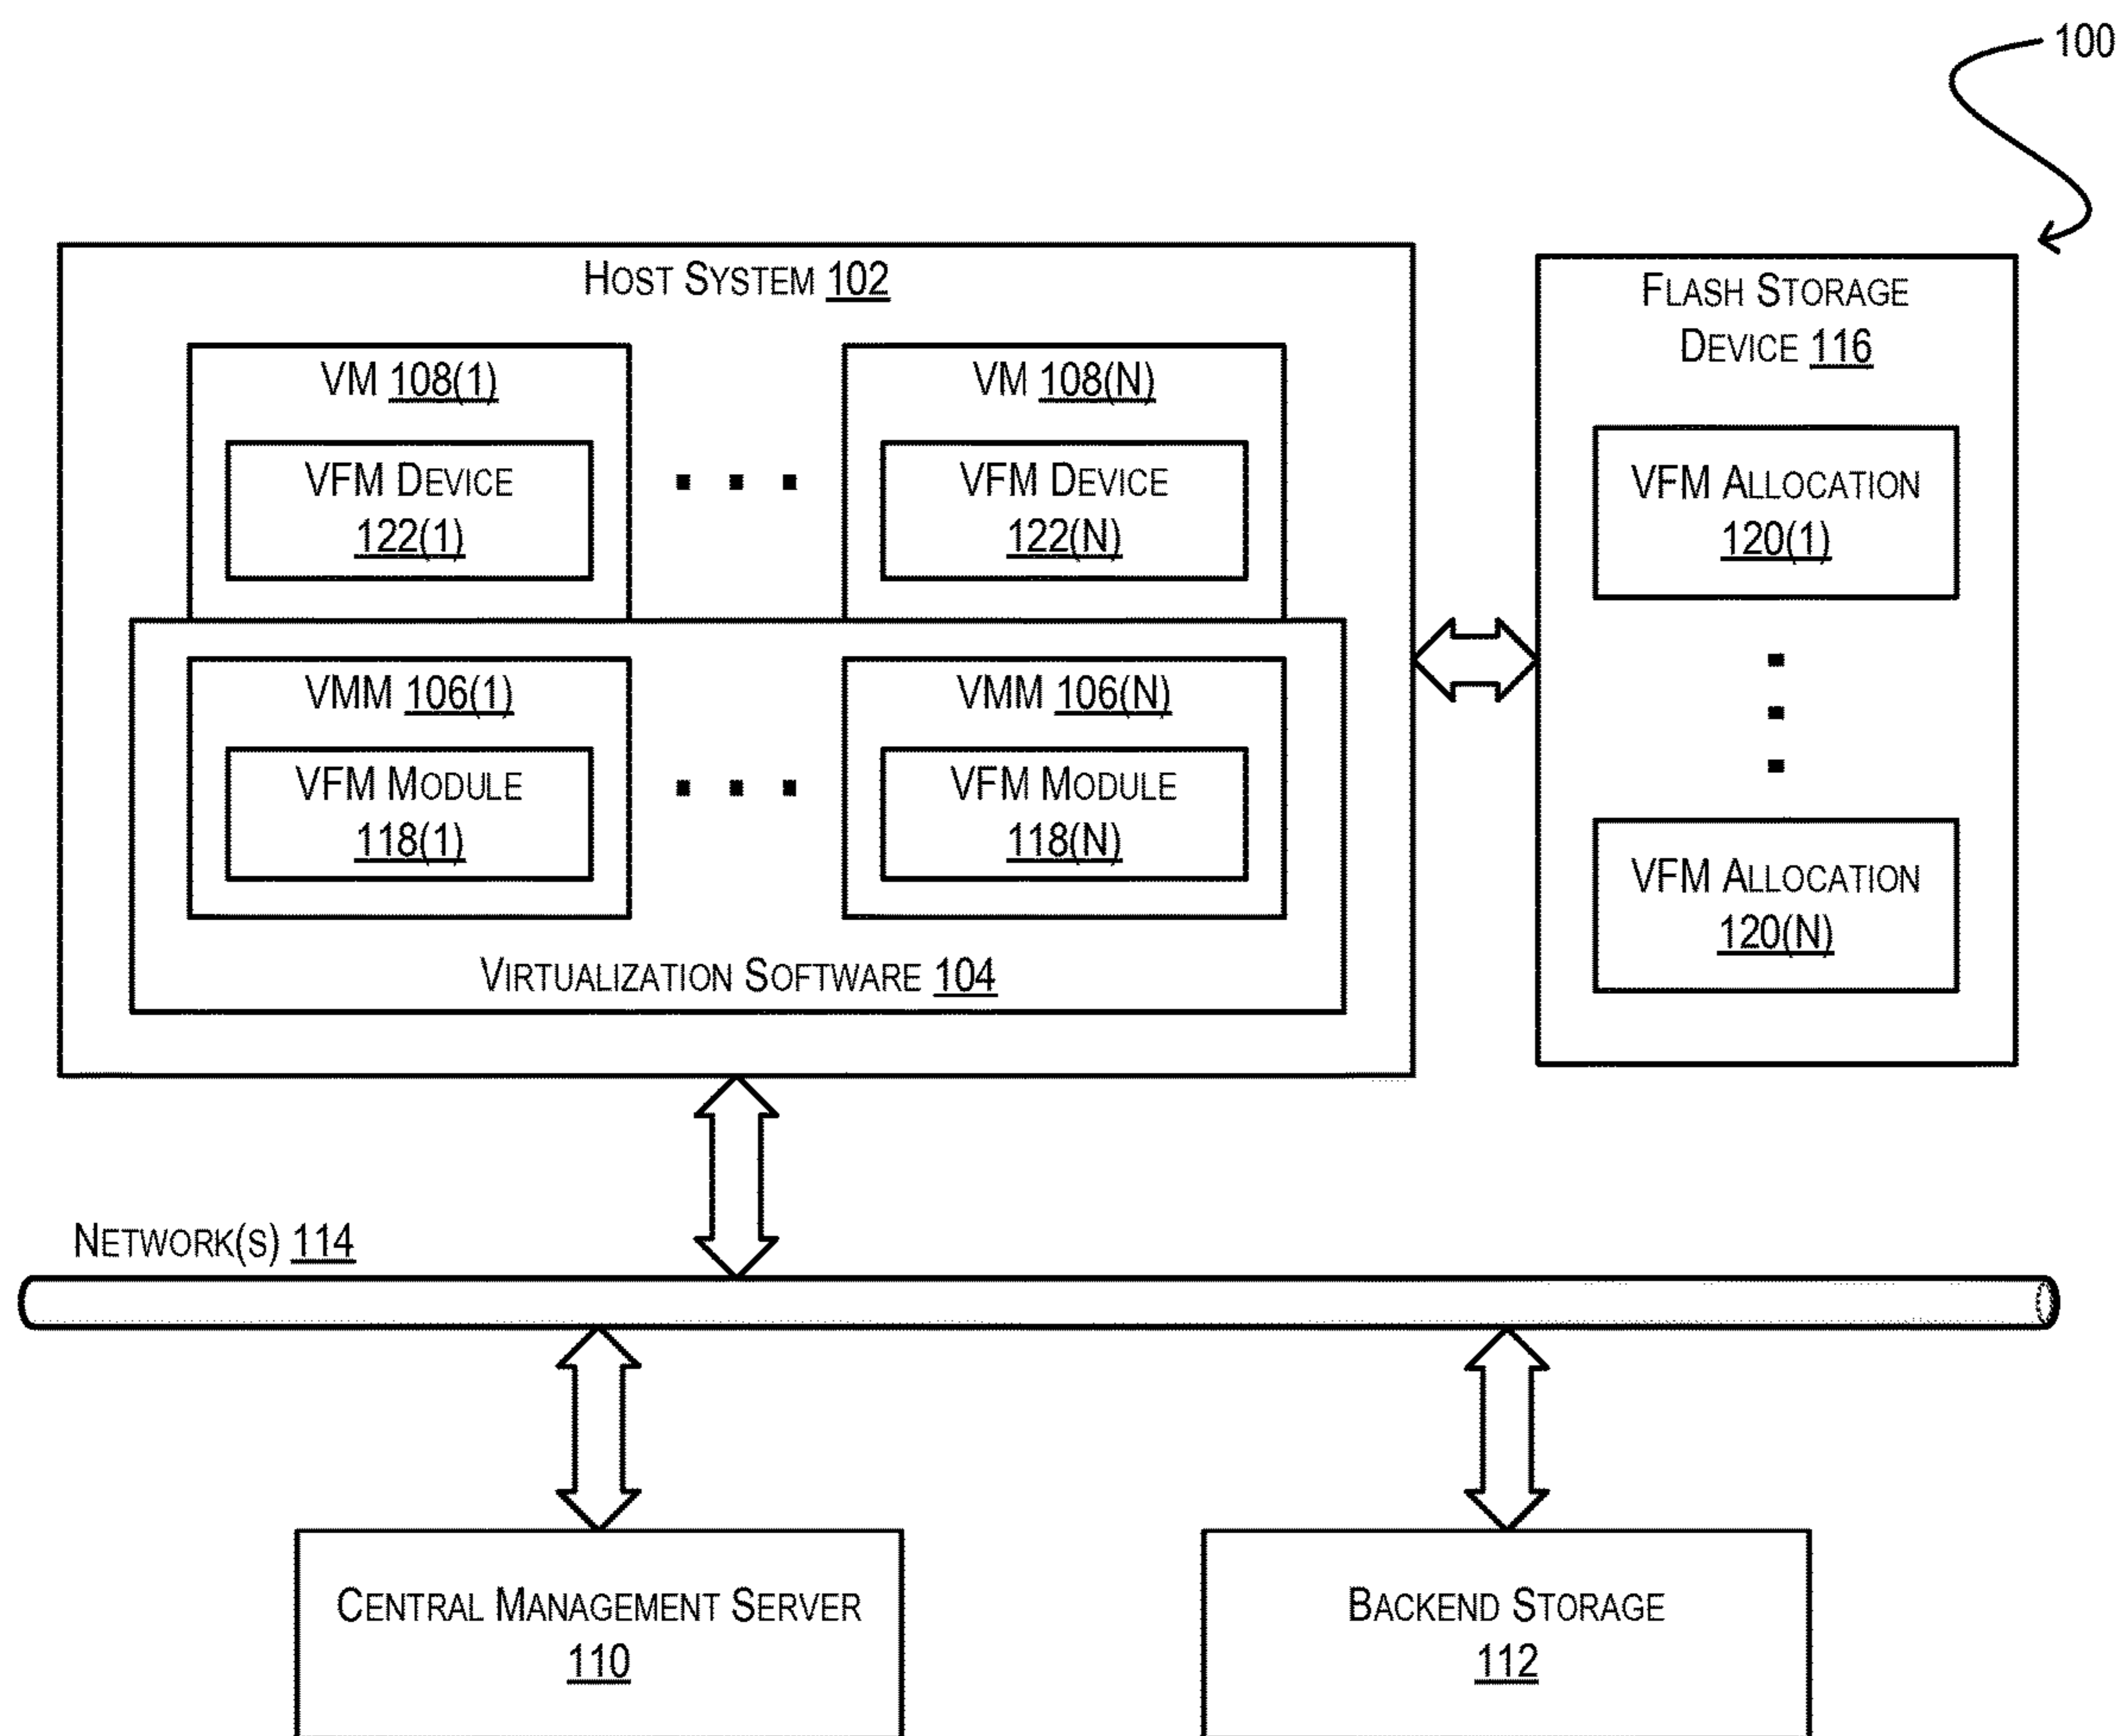 100
HOST SYSTEM 102
FLASH STORAGE
DEVICE 116
VM 108(1)
VM 108(N)
VFM DEVICE
122(1)
VFM DEVICE
122(N)
VFM ALLOCATION
120(1)
VMM 106(1)
VMM 106(N)
VFM MODULE
118(1)
VFM MODULE
118(N)
VFM ALLOCATION
120(N)
VIRTUALIZATION SOFTWARE 104
NETWORK(S) 114
CENTRAL MANAGEMENT SERVER
110
BACKEND STORAGE
112